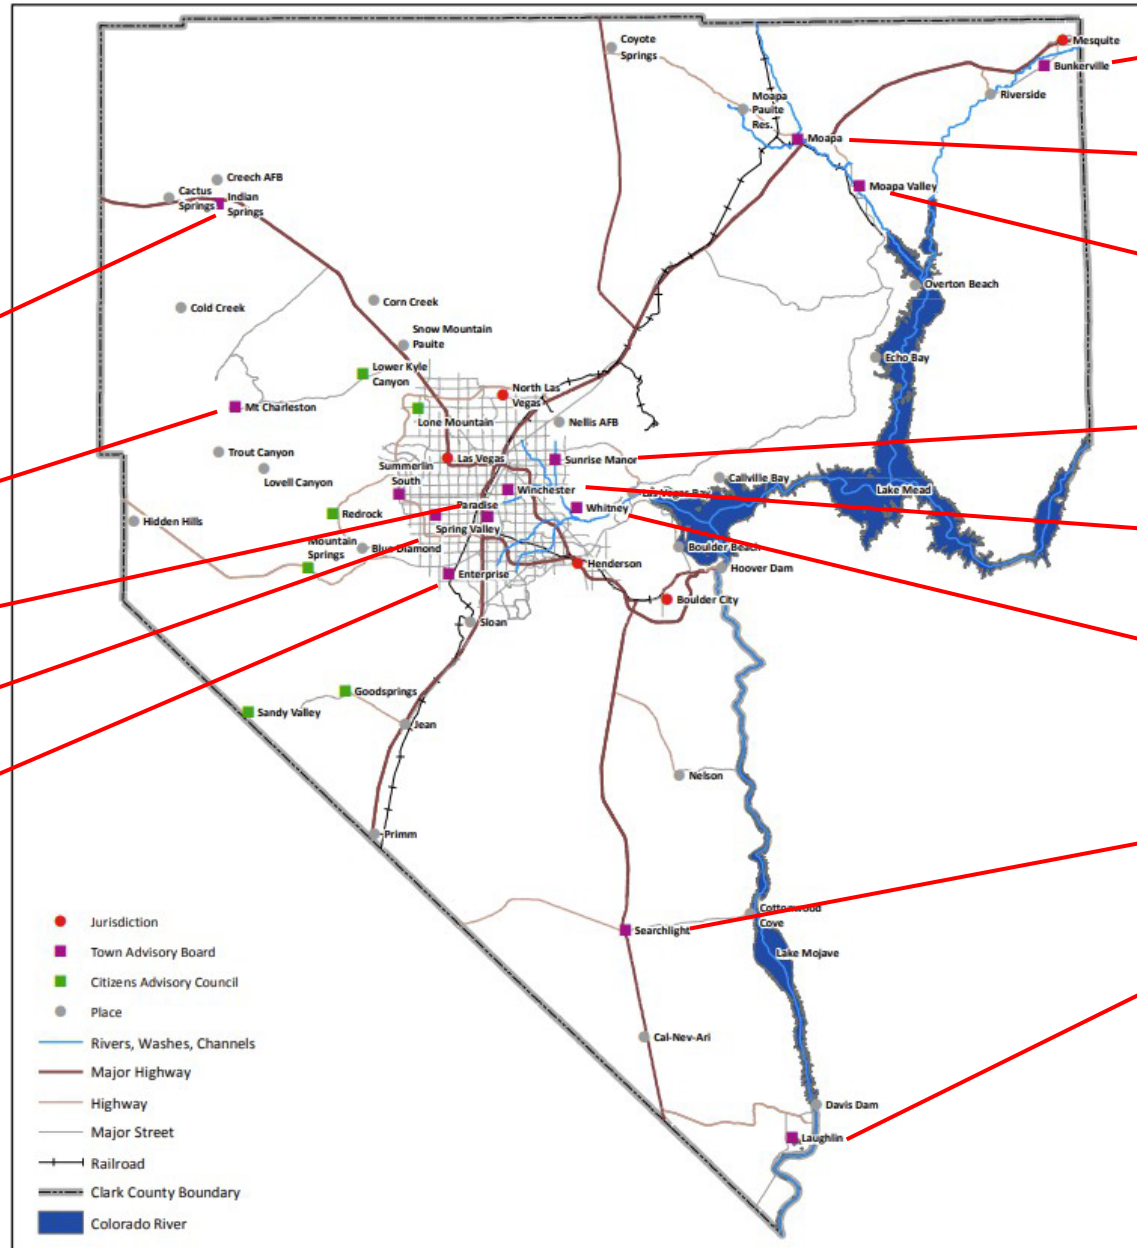 Coyote
Springs
Mesquite
Bunkerville
Riverside
Moapa
Pauite
Res.
Moapa
Moapa Valley
Creech AFB
Cactus
Springs
Indian
Springs
Cold Creek
Corn Creek
Overton Beach
Snow Mountain
Pauite
Echo Bay
Lower Kyle
Canyon
North Las
Vegas
Mt Charleston
Lone Mountain
Nellis AFB
Trout Canyon
Lovell Canyon
Las Vegas
Sunrise Manor
Summerlin
South
Callville Bay
Winchester
Las Vegas Bay
Lake Mead
Paradise
Whitney
Redrock
Hidden Hills
Spring Valley
Mountain
Springs
Blue Diamond
Boulder Beach
Henderson
Hoover Dam
Enterprise
Boulder City
Sloan
Goodsprings
Sandy Valley
Jean
Nelson
Primm
Cottonwood
Cove
Searchlight
Lake Mojave
Cal-Nev-Ari
Davis Dam
Laughlin
Jurisdiction
Town Advisory Board
Citizens Advisory Council
Place
Rivers, Washes, Channels
Major Highway
Highway
Major Street
Railroad
Clark County Boundary
Colorado River